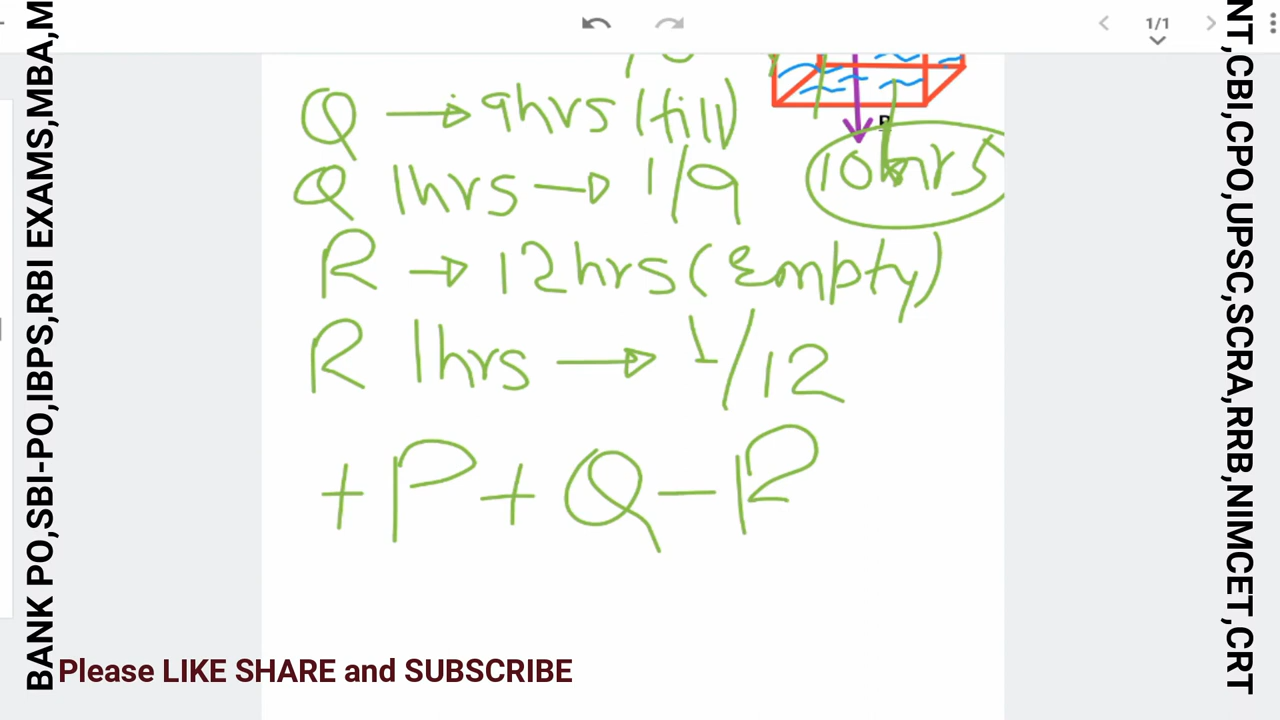 1/1
Q → 9hrs (fill)
10hrs
Q 1hrs → 1/9
R → 12hrs (Empty)
R 1hrs → 1/12
+P+Q-R
Please LIKE SHARE and SUBSCRIBE
BANK PO,SBI-PO,IBPS,RBI EXAMS,MBA,M
NT,CBI,CPO,UPSC,SCRA,RRB,NIMCET,CRT